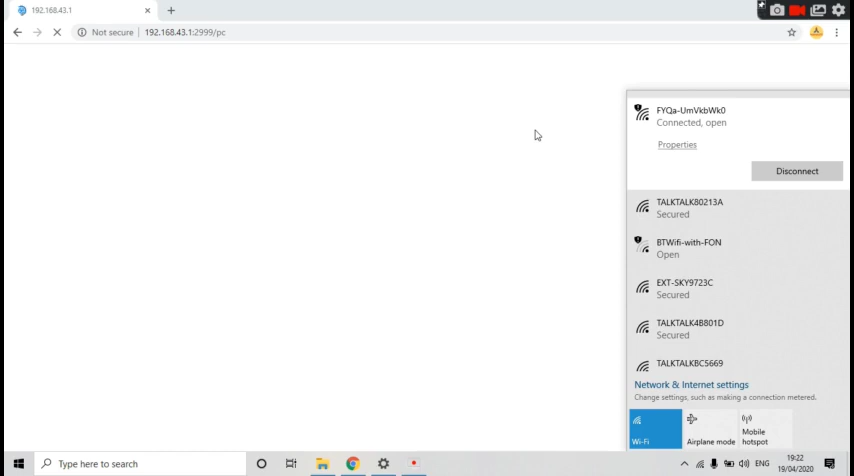 192.168.43.1
Not secure
192.168.43.1:2999/pc
FYQa-UmVkbWk0
Connected, open
Properties
Disconnect
TALKTALK80213A
Secured
BTWifi-with-FON
Open
EXT-SKY9723C
Secured
TALKTALK4B801D
Secured
TALKTALKBC5669
Network & Internet settings
Change settings, such as making a connection metered.
Wi-Fi
Airplane mode
Mobile
hotspot
Type here to search
ENG
19:22
19/04/2020